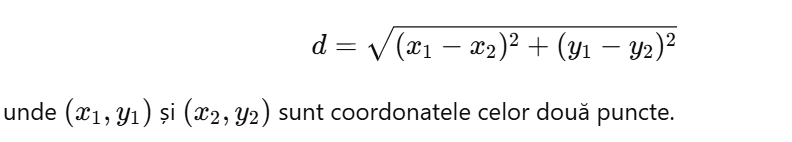 d = √(x₁ − x₂)² + (y₁ − y₂)²
unde (x₁, y₁) și (x₂, y₂) sunt coordonatele celor două puncte.